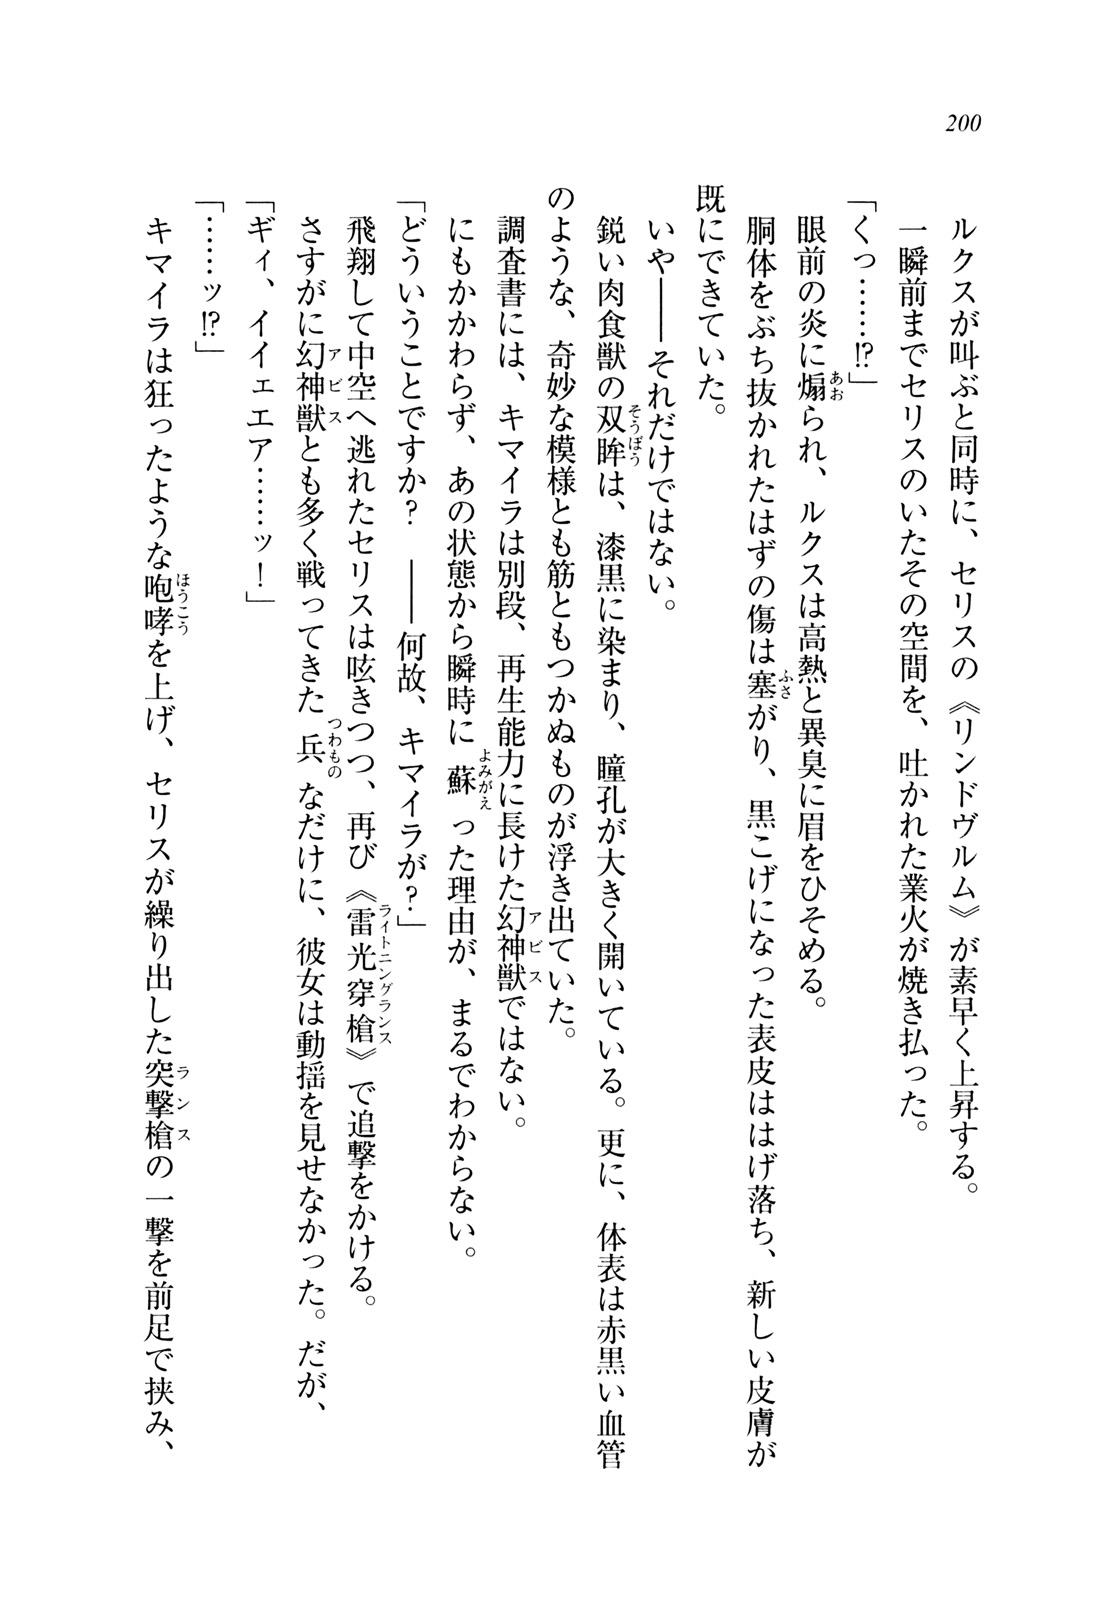 200
ルクスが叫ぶと同時に、セリスの《リンドヴルム》が素早く上昇する。
一瞬前までセリスのいたその空間を、吐かれた業火が焼き払った。
「くっ……!?」
眼前の炎に煽られ、ルクスは高熱と異臭に眉をひそめる。
胴体をぶち抜かれたはずの傷は塞がり、黒こげになった表皮ははげ落ち、新しい皮膚が
既にできていた。
いや――それだけではない。
鋭い肉食獣の双眸は、漆黒に染まり、瞳孔が大きく開いている。更に、体表は赤黒い血管
のような、奇妙な模様とも筋ともつかぬものが浮き出ていた。
調査書には、キマイラは別段、再生能力に長けた幻神獣ではない。
にもかかわらず、あの状態から瞬時に蘇った理由が、まるでわからない。
「どういうことですか？　――何故、キマイラが？」
飛翔して中空へ逃れたセリスは呟きつつ、再び《雷光穿槍》で追撃をかける。
さすがに幻神獣とも多く戦ってきた兵なだけに、彼女は動揺を見せなかった。だが、
「ギィ、イイェエア……ッ！」
「……ッ!?」
キマイラは狂ったような咆哮を上げ、セリスが繰り出した突撃槍の一撃を前足で挟み、